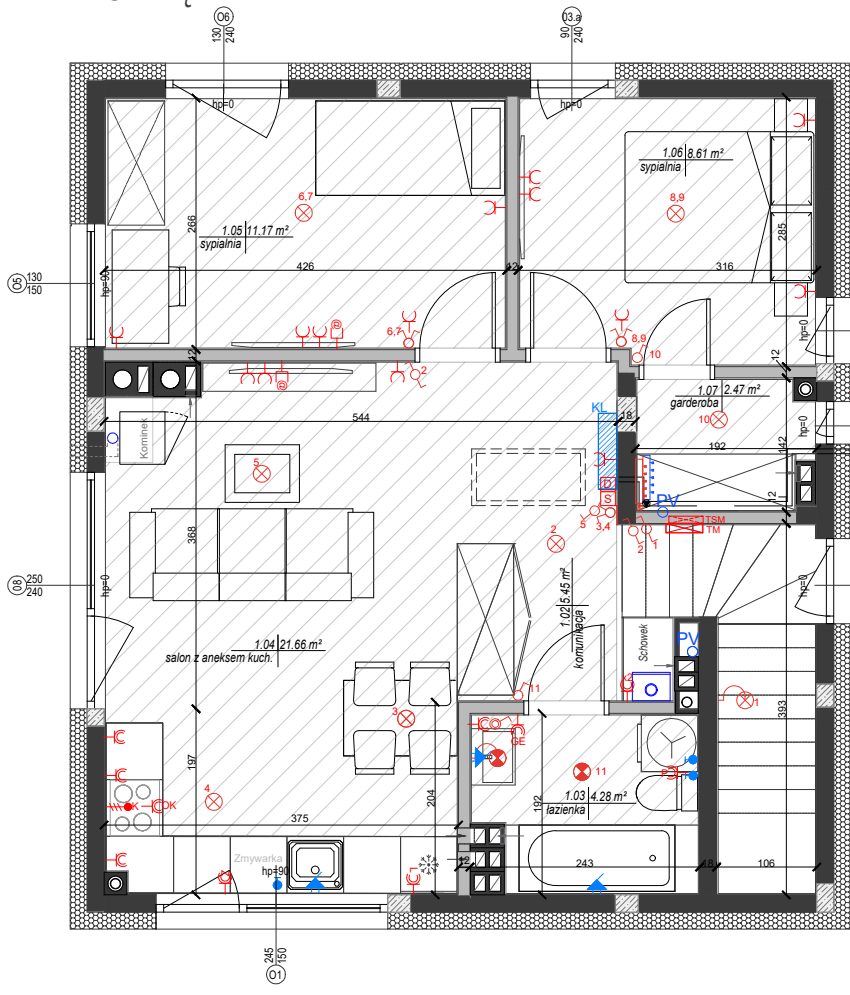 O6
130
240
03.a
90
240
hp=0
hp=0
1.06 8.61 m²
sypialnia
6,7
8,9
266
1.05 11.17 m²
sypialnia
285
O5
130
150
hp=90
426
12
316
hp=0
6,7
8,9
10
12
12
2
1.07 2.47 m²
garderoba
Kominek
544
KL
18
10
192
142
5
D
S
PV
12
5
3,4
TSM
TM
2
2
1
368
O8
250
240
hp=0
hp=0
1.02 5.45 m²
komunikacja
Schowek
PV
1.04 21.66 m²
salon z aneksem kuch.
11
1
393
3
GE
197
4
204
192
11
P
1.03 4.28 m²
łazienka
K
OK
375
Zmywarka
hp=90
12
243
18
106
245
150
O1